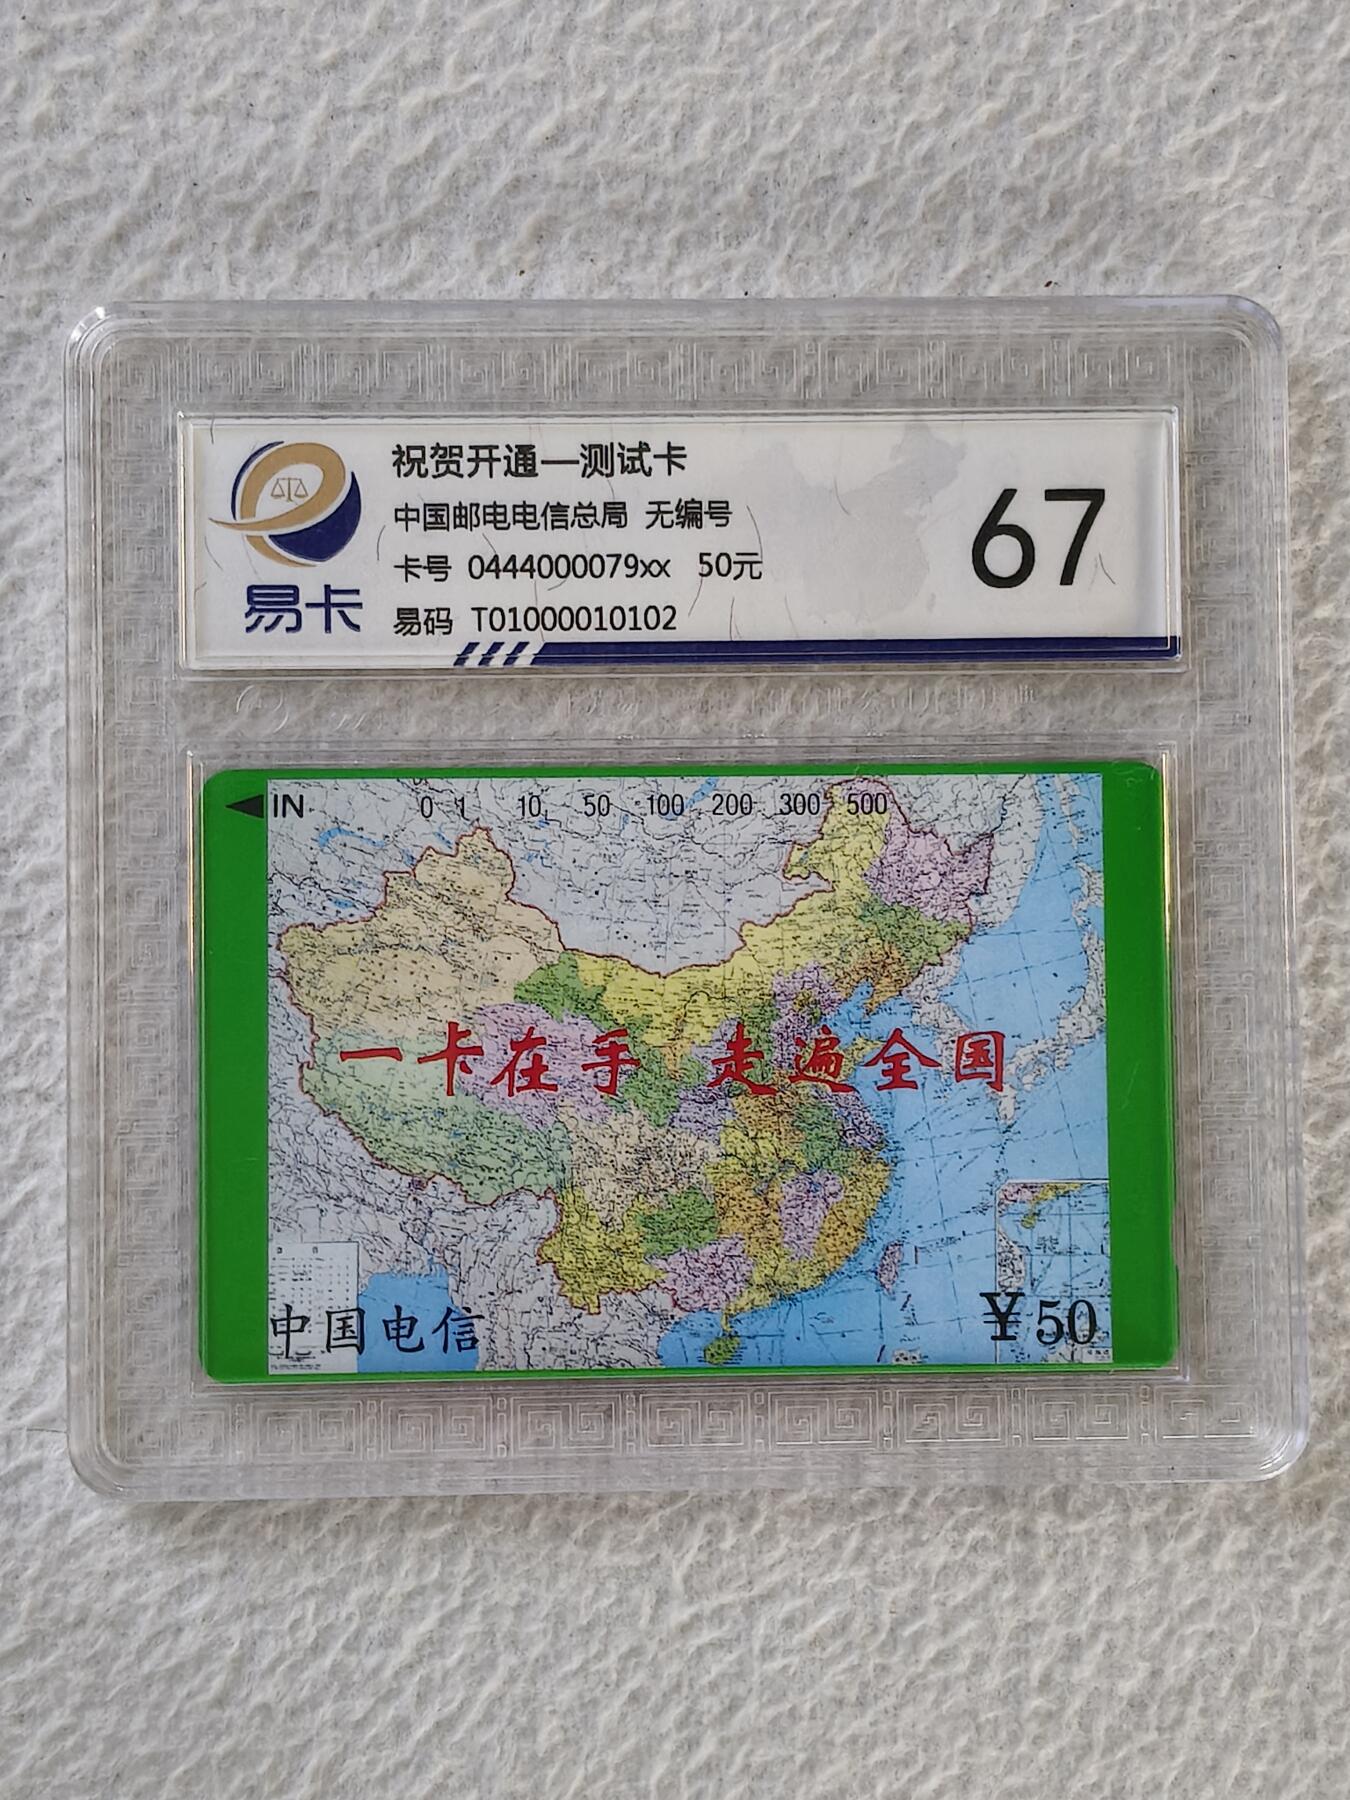 祝贺开通—测试卡
中国邮电电信总局 无编号
卡号 0444000079xx 50元
易码 T01000010102
易卡
67
IN
0 1 10 50 100 200 300 500
一卡在手 走遍全国
中国电信
¥50